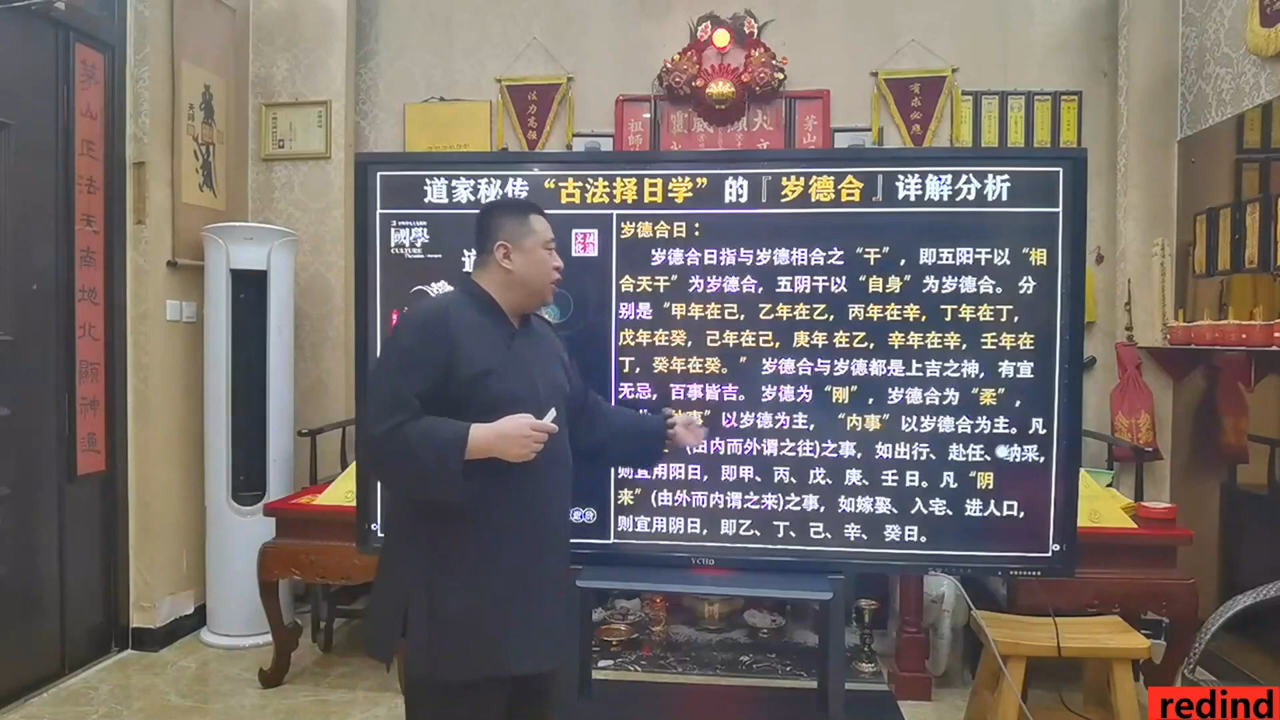 茅山正法天南地北顯神通
法力高强
有求必應
祖師
茅山
道家秘传“古法择日学”的『岁德合』详解分析
國學
CULTURE
岁德合日：
岁德合日指与岁德相合之“干”，即五阳干以“相
合天干”为岁德合，五阴干以“自身”为岁德合。分
别是“甲年在己，乙年在乙，丙年在辛，丁年在丁，
戊年在癸，己年在己，庚年在乙，辛年在辛，壬年在
丁，癸年在癸。”岁德合与岁德都是上吉之神，有宜
无忌，百事皆吉。岁德为“刚”，岁德合为“柔”，
以岁德为主，“内事”以岁德合为主。凡
(由内而外谓之往)之事，如出行、赴任、纳采，
则宜用阳日，即甲、丙、戊、庚、壬日。凡“阴
来”(由外而内谓之来)之事，如嫁娶、入宅、进人口，
则宜用阴日，即乙、丁、己、辛、癸日。
redind